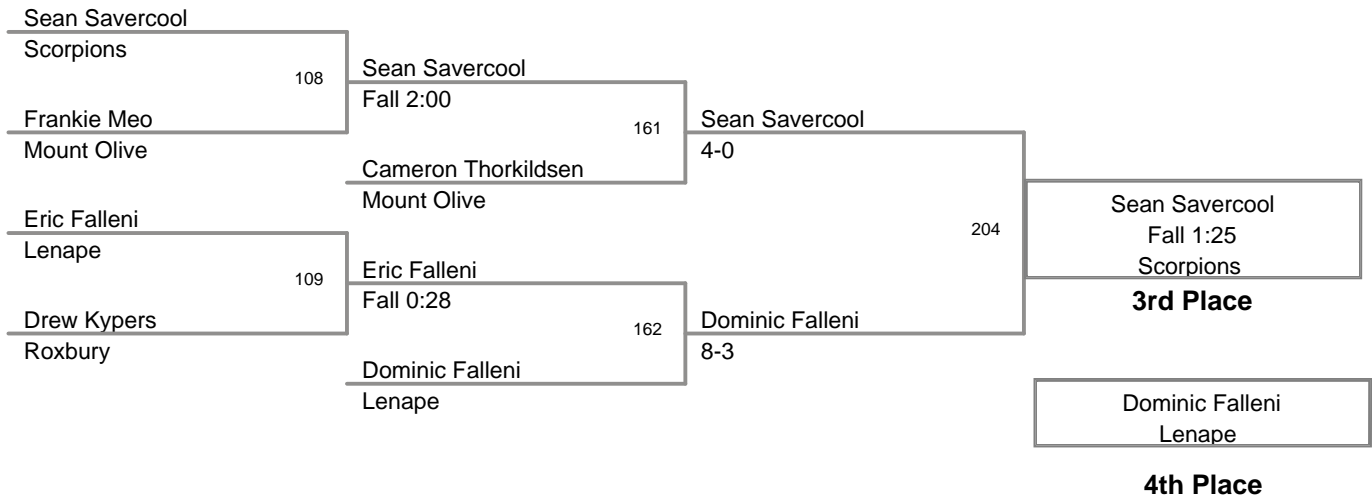 Sean Savercool
Scorpions
108
Frankie Meo
Mount Olive
Eric Falleni
Lenape
109
Drew Kypers
Roxbury
Sean Savercool
Fall 2:00
161
Cameron Thorkildsen
Mount Olive
Eric Falleni
Fall 0:28
162
Dominic Falleni
Lenape
Sean Savercool
4-0
204
Dominic Falleni
8-3
Sean Savercool
Fall 1:25
Scorpions
3rd Place
Dominic Falleni
Lenape
4th Place